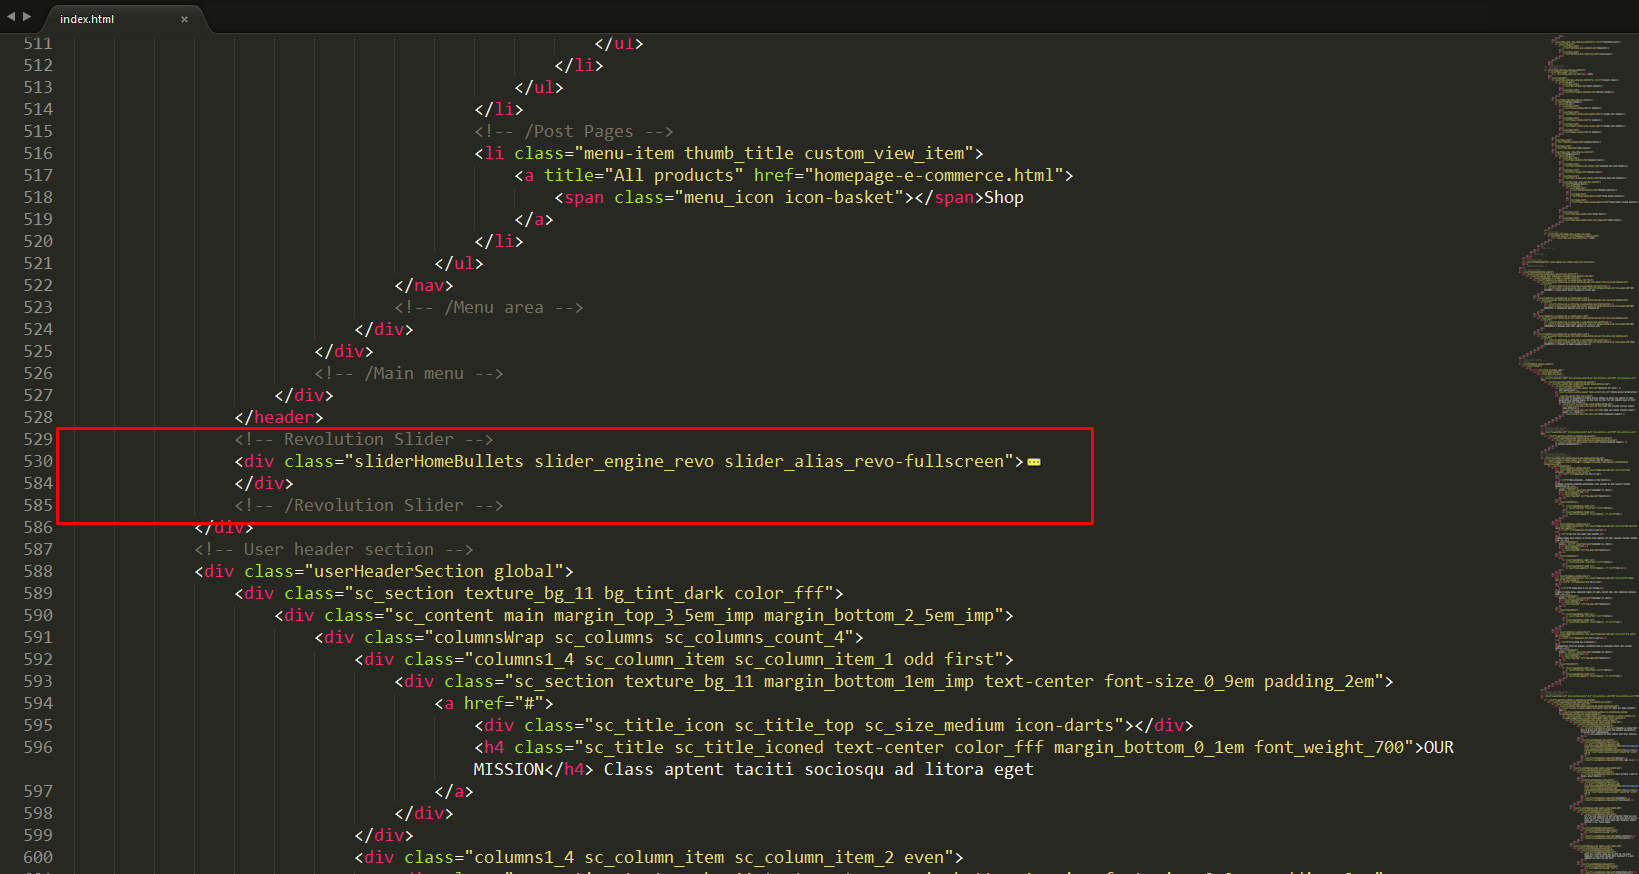 index.html ×
511 </ul>
512 </li>
513 </ul>
514 </li>
515 <!-- /Post Pages -->
516 <li class="menu-item thumb_title custom_view_item">
517 <a title="All products" href="homepage-e-commerce.html">
518 <span class="menu_icon icon-basket"></span>Shop
519 </a>
520 </li>
521 </ul>
522 </nav>
523 <!-- /Menu area -->
524 </div>
525 </div>
526 <!-- /Main menu -->
527 </div>
528 </header>
529 <!-- Revolution Slider -->
530 <div class="sliderHomeBullets slider_engine_revo slider_alias_revo-fullscreen">
584 </div>
585 <!-- /Revolution Slider -->
586 </div>
587 <!-- User header section -->
588 <div class="userHeaderSection global">
589 <div class="sc_section texture_bg_11 bg_tint_dark color_fff">
590 <div class="sc_content main margin_top_3_5em_imp margin_bottom_2_5em_imp">
591 <div class="columnsWrap sc_columns sc_columns_count_4">
592 <div class="columns1_4 sc_column_item sc_column_item_1 odd first">
593 <div class="sc_section texture_bg_11 margin_bottom_1em_imp text-center font-size_0_9em padding_2em">
594 <a href="#">
595 <div class="sc_title_icon sc_title_top sc_size_medium icon-darts"></div>
596 <h4 class="sc_title sc_title_iconed text-center color_fff margin_bottom_0_1em font_weight_700">OUR
MISSION</h4> Class aptent taciti sociosqu ad litora eget
597 </a>
598 </div>
599 </div>
600 <div class="columns1_4 sc_column_item sc_column_item_2 even">